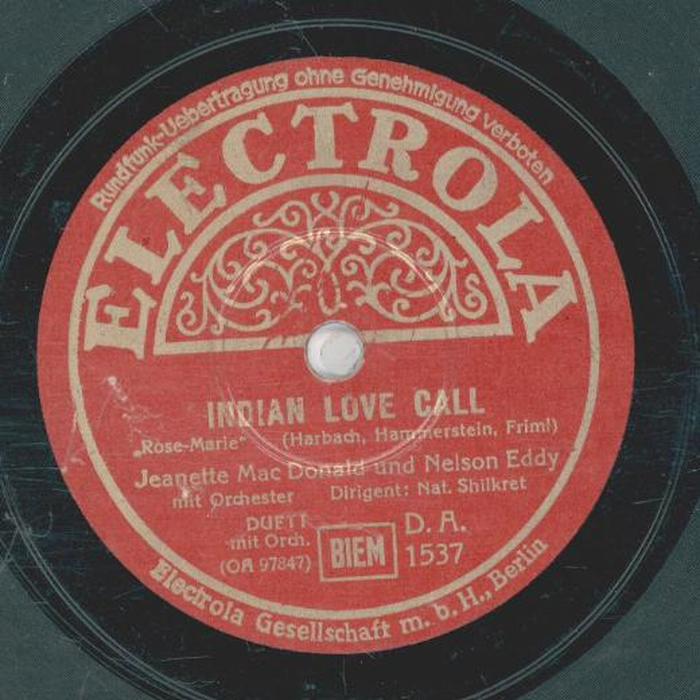 Rundfunk-Uebertragung ohne Genehmigung verboten
ELECTROLA
INDIAN LOVE CALL
„Rose-Marie" (Harbach, Hammerstein, Friml)
Jeanette Mac Donald und Nelson Eddy
mit Orchester Dirigent: Nat. Shilkret
DUETT
mit Orch.
(OA 97847)
BIEM
D. A.
1537
Electrola Gesellschaft m. b. H., Berlin